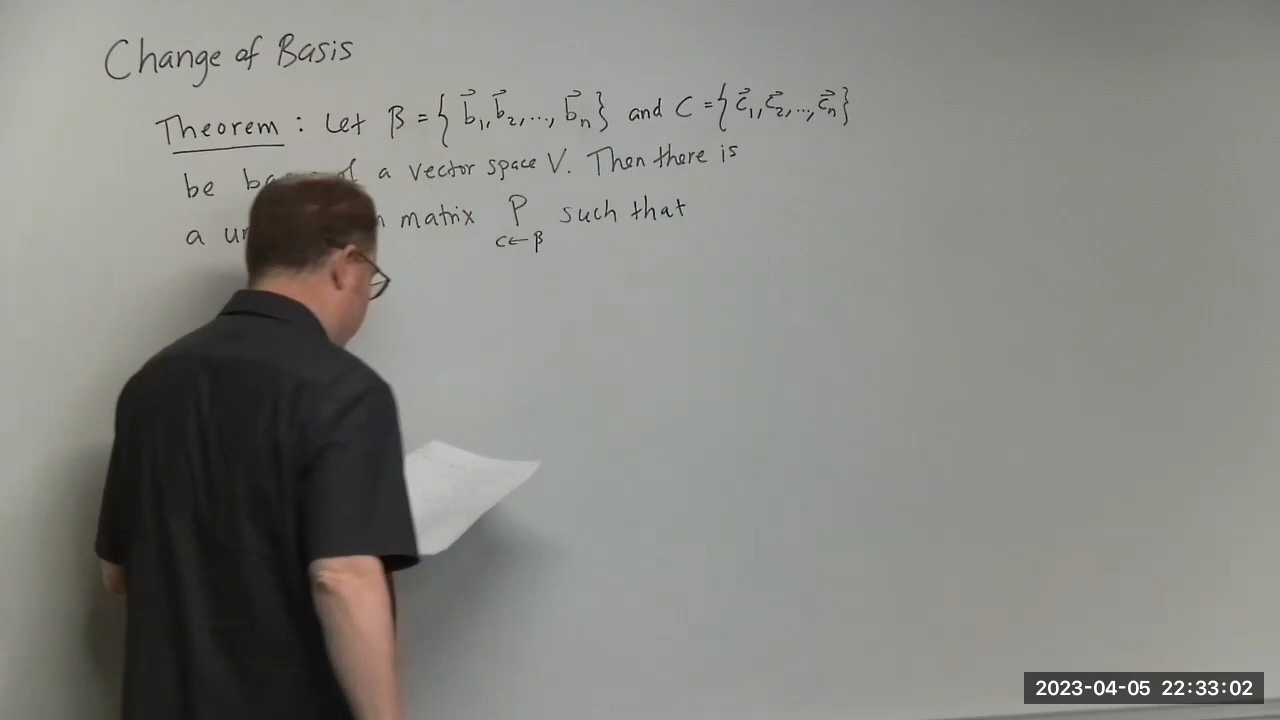 Change of Basis
Theorem : Let β = { b⃗₁, b⃗₂, ..., b⃗ₙ } and C = { c⃗₁, c⃗₂, ..., c⃗ₙ }
be of a vector space V. Then there is
a matrix P such that
C ← β
2023-04-05 22:33:02